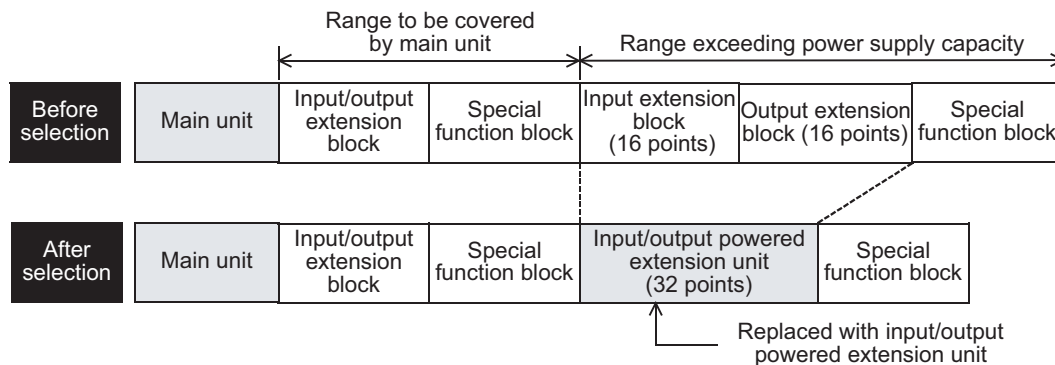 Range to be covered
by main unit
Range exceeding power supply capacity
Before
selection
Main unit
Input/output
extension
block
Special
function block
Input extension
block
(16 points)
Output extension
block (16 points)
Special
function block
After
selection
Main unit
Input/output
extension
block
Special
function block
Input/output powered
extension unit
(32 points)
Special
function block
Replaced with input/output
powered extension unit